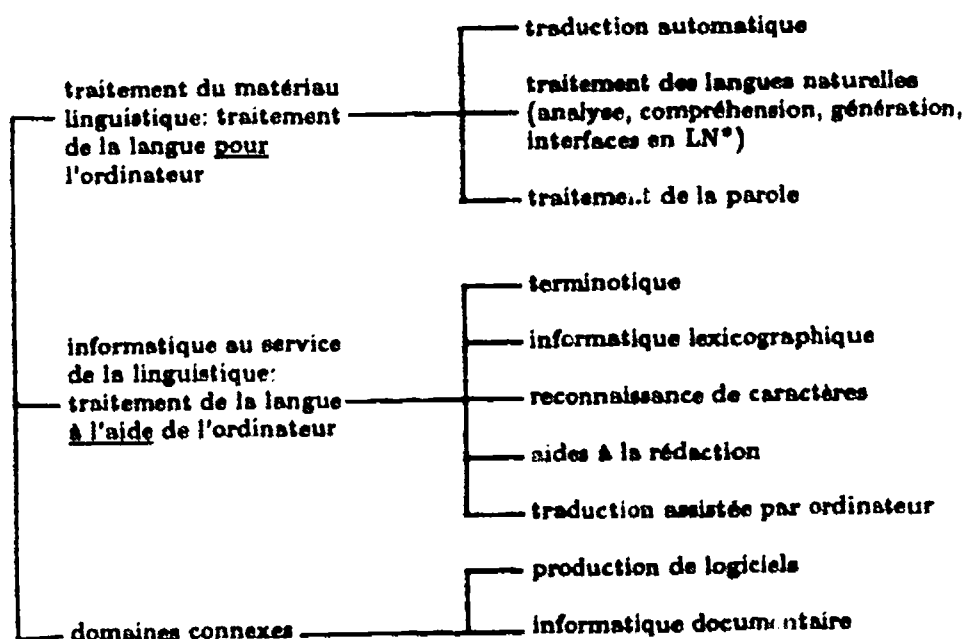 traduction automatique
traitement du matériau
linguistique: traitement
de la langue pour
l'ordinateur
traitement des langues naturelles
(analyse, compréhension, génération,
interfaces en LN*)
traitement de la parole
informatique au service
de la linguistique:
traitement de la langue
à l'aide de l'ordinateur
terminotique
informatique lexicographique
reconnaissance de caractères
aides à la rédaction
traduction assistée par ordinateur
domaines connexes
production de logiciels
informatique documentaire